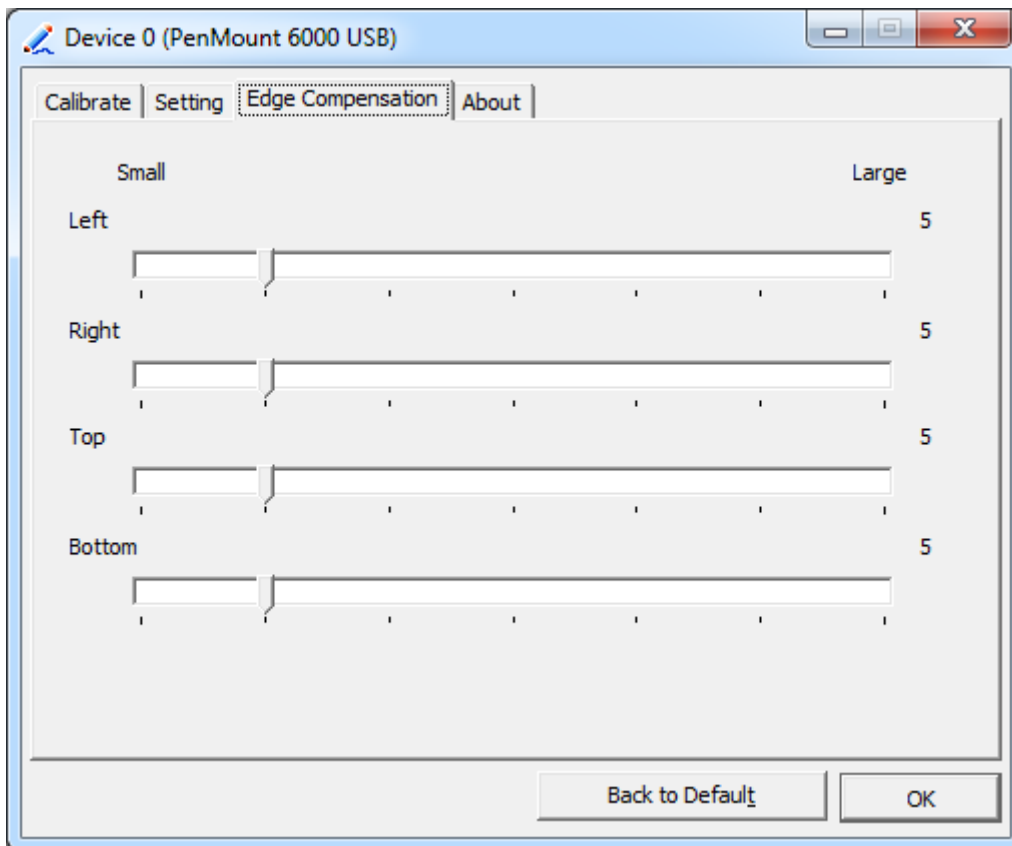 Device 0 (PenMount 6000 USB)
Calibrate Setting Edge Compensation About
Small Large
Left 5
Right 5
Top 5
Bottom 5
Back to Default OK